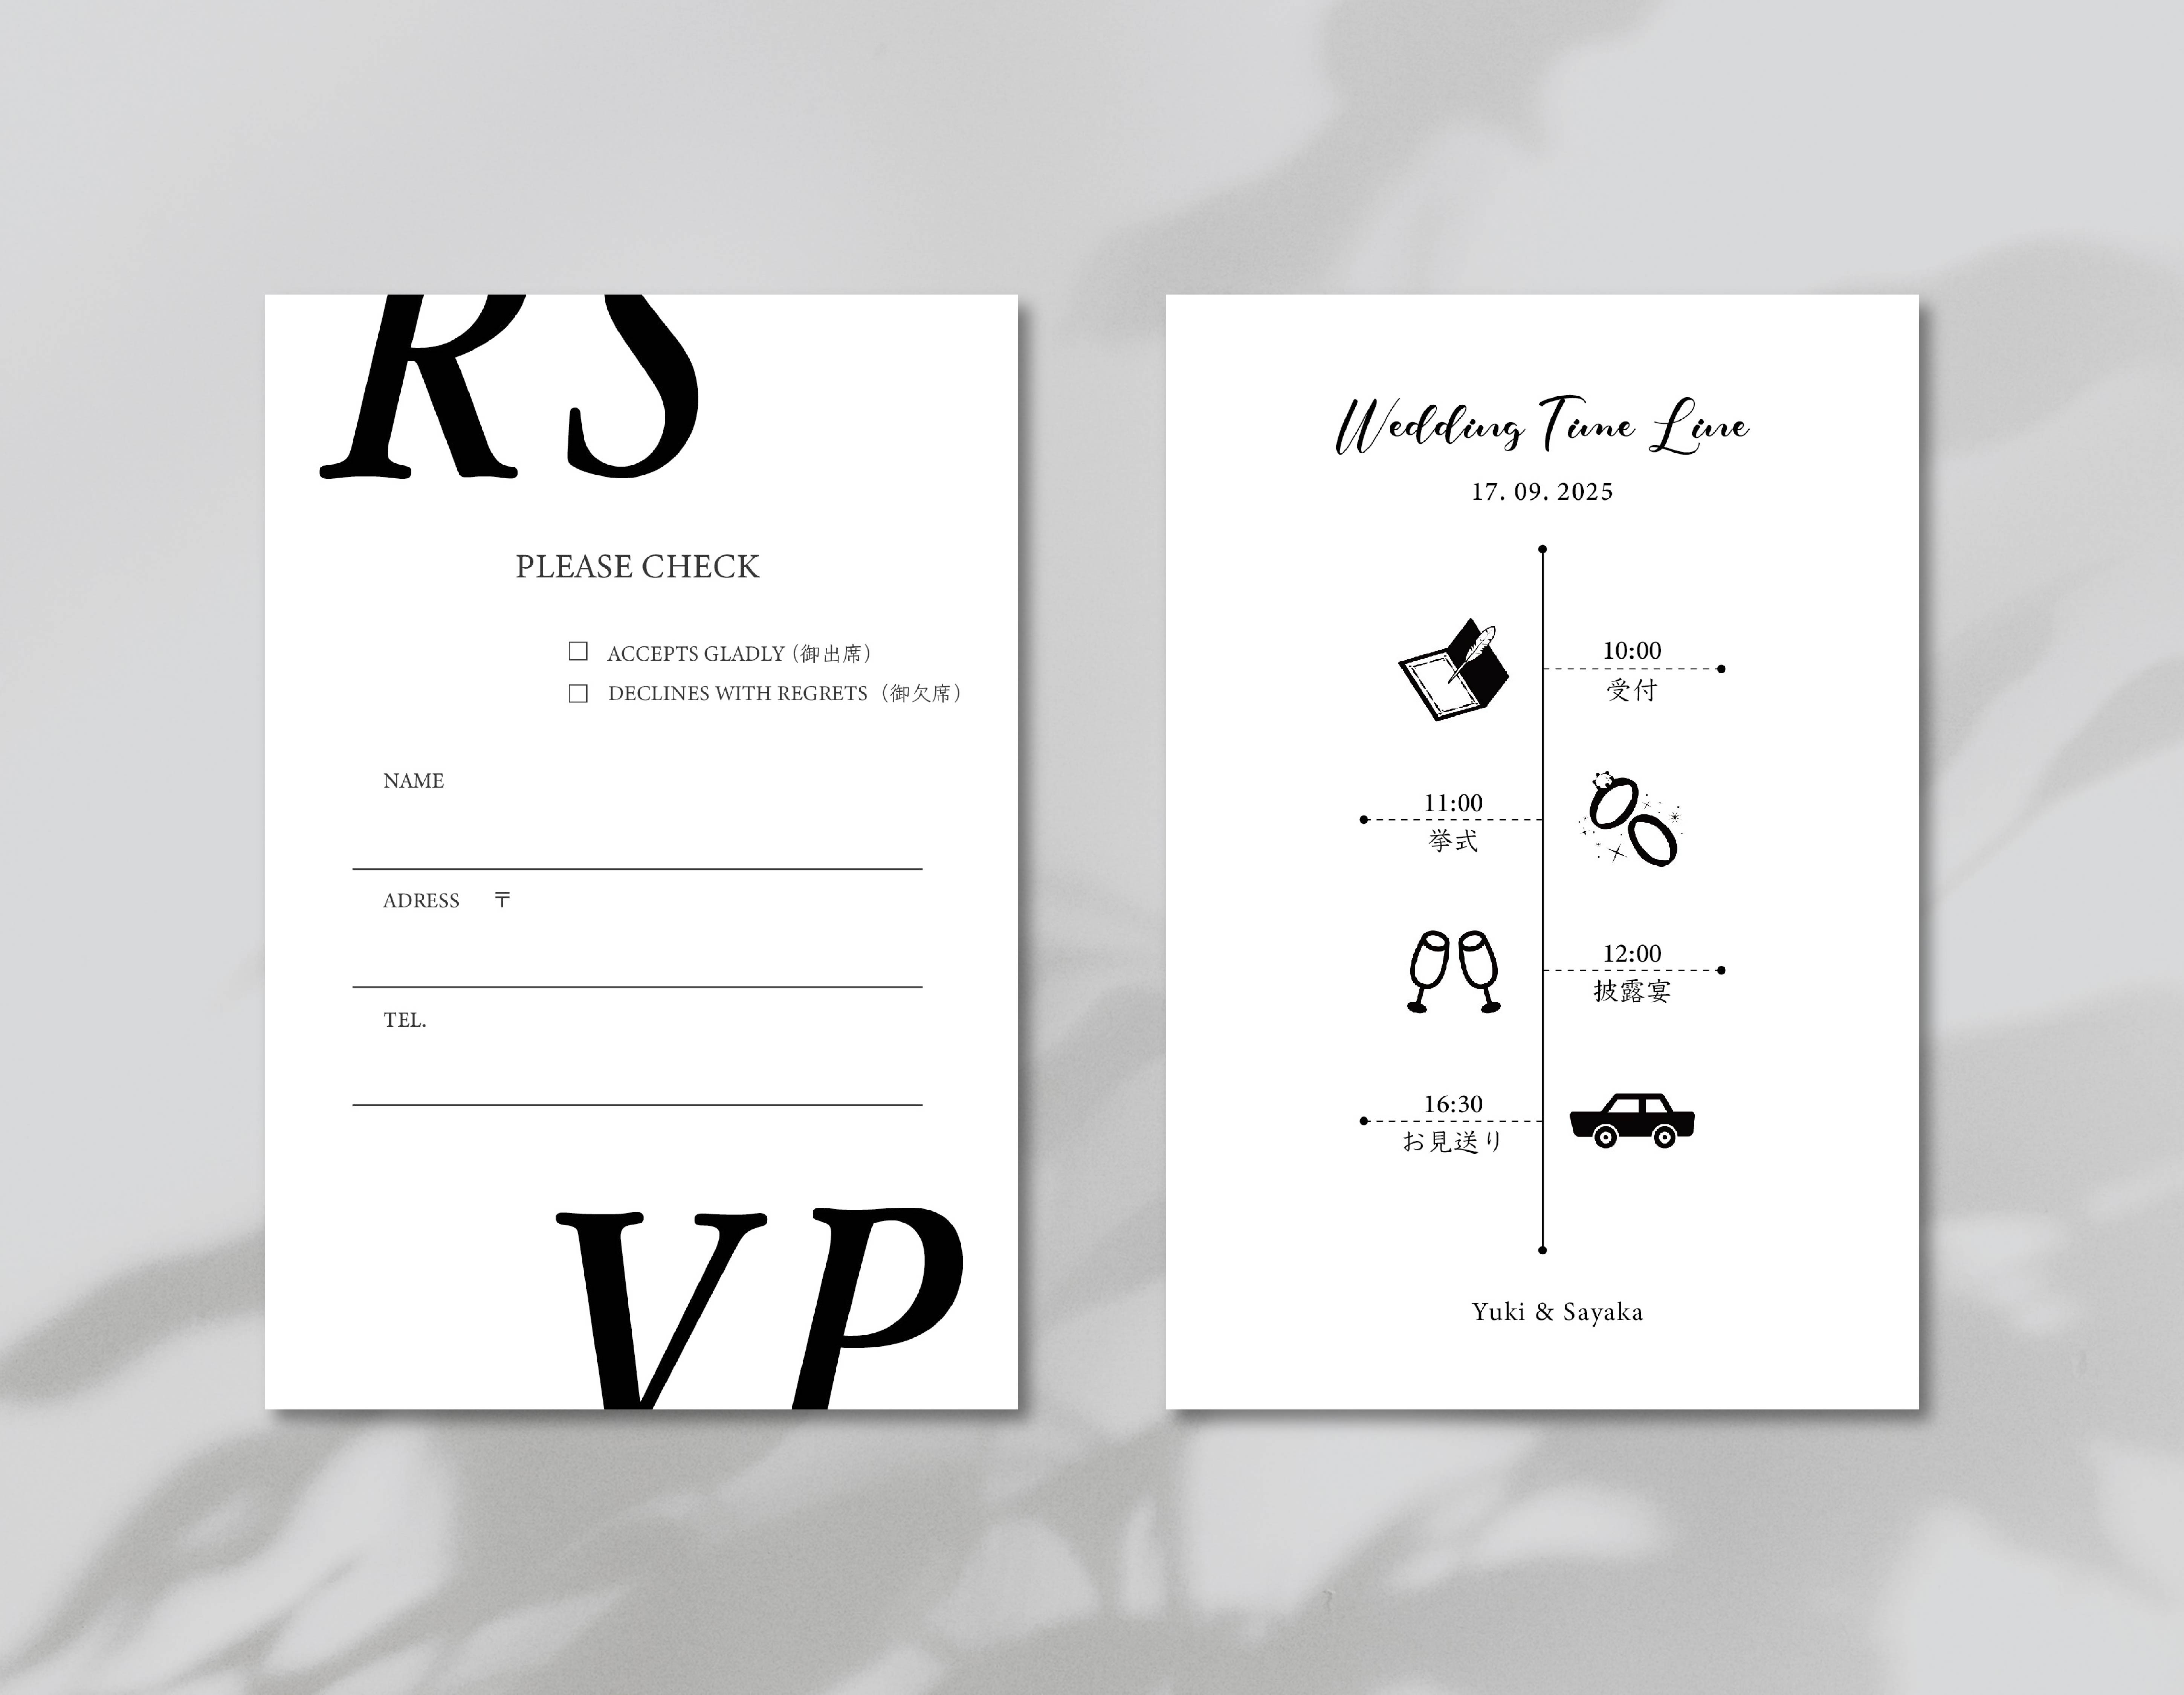 RS
PLEASE CHECK
ACCEPTS GLADLY（御出席）
DECLINES WITH REGRETS（御欠席）
NAME
ADRESS 〒
TEL.
VP
Wedding Time Line
17. 09. 2025
10:00
受付
11:00
挙式
12:00
披露宴
16:30
お見送り
Yuki & Sayaka